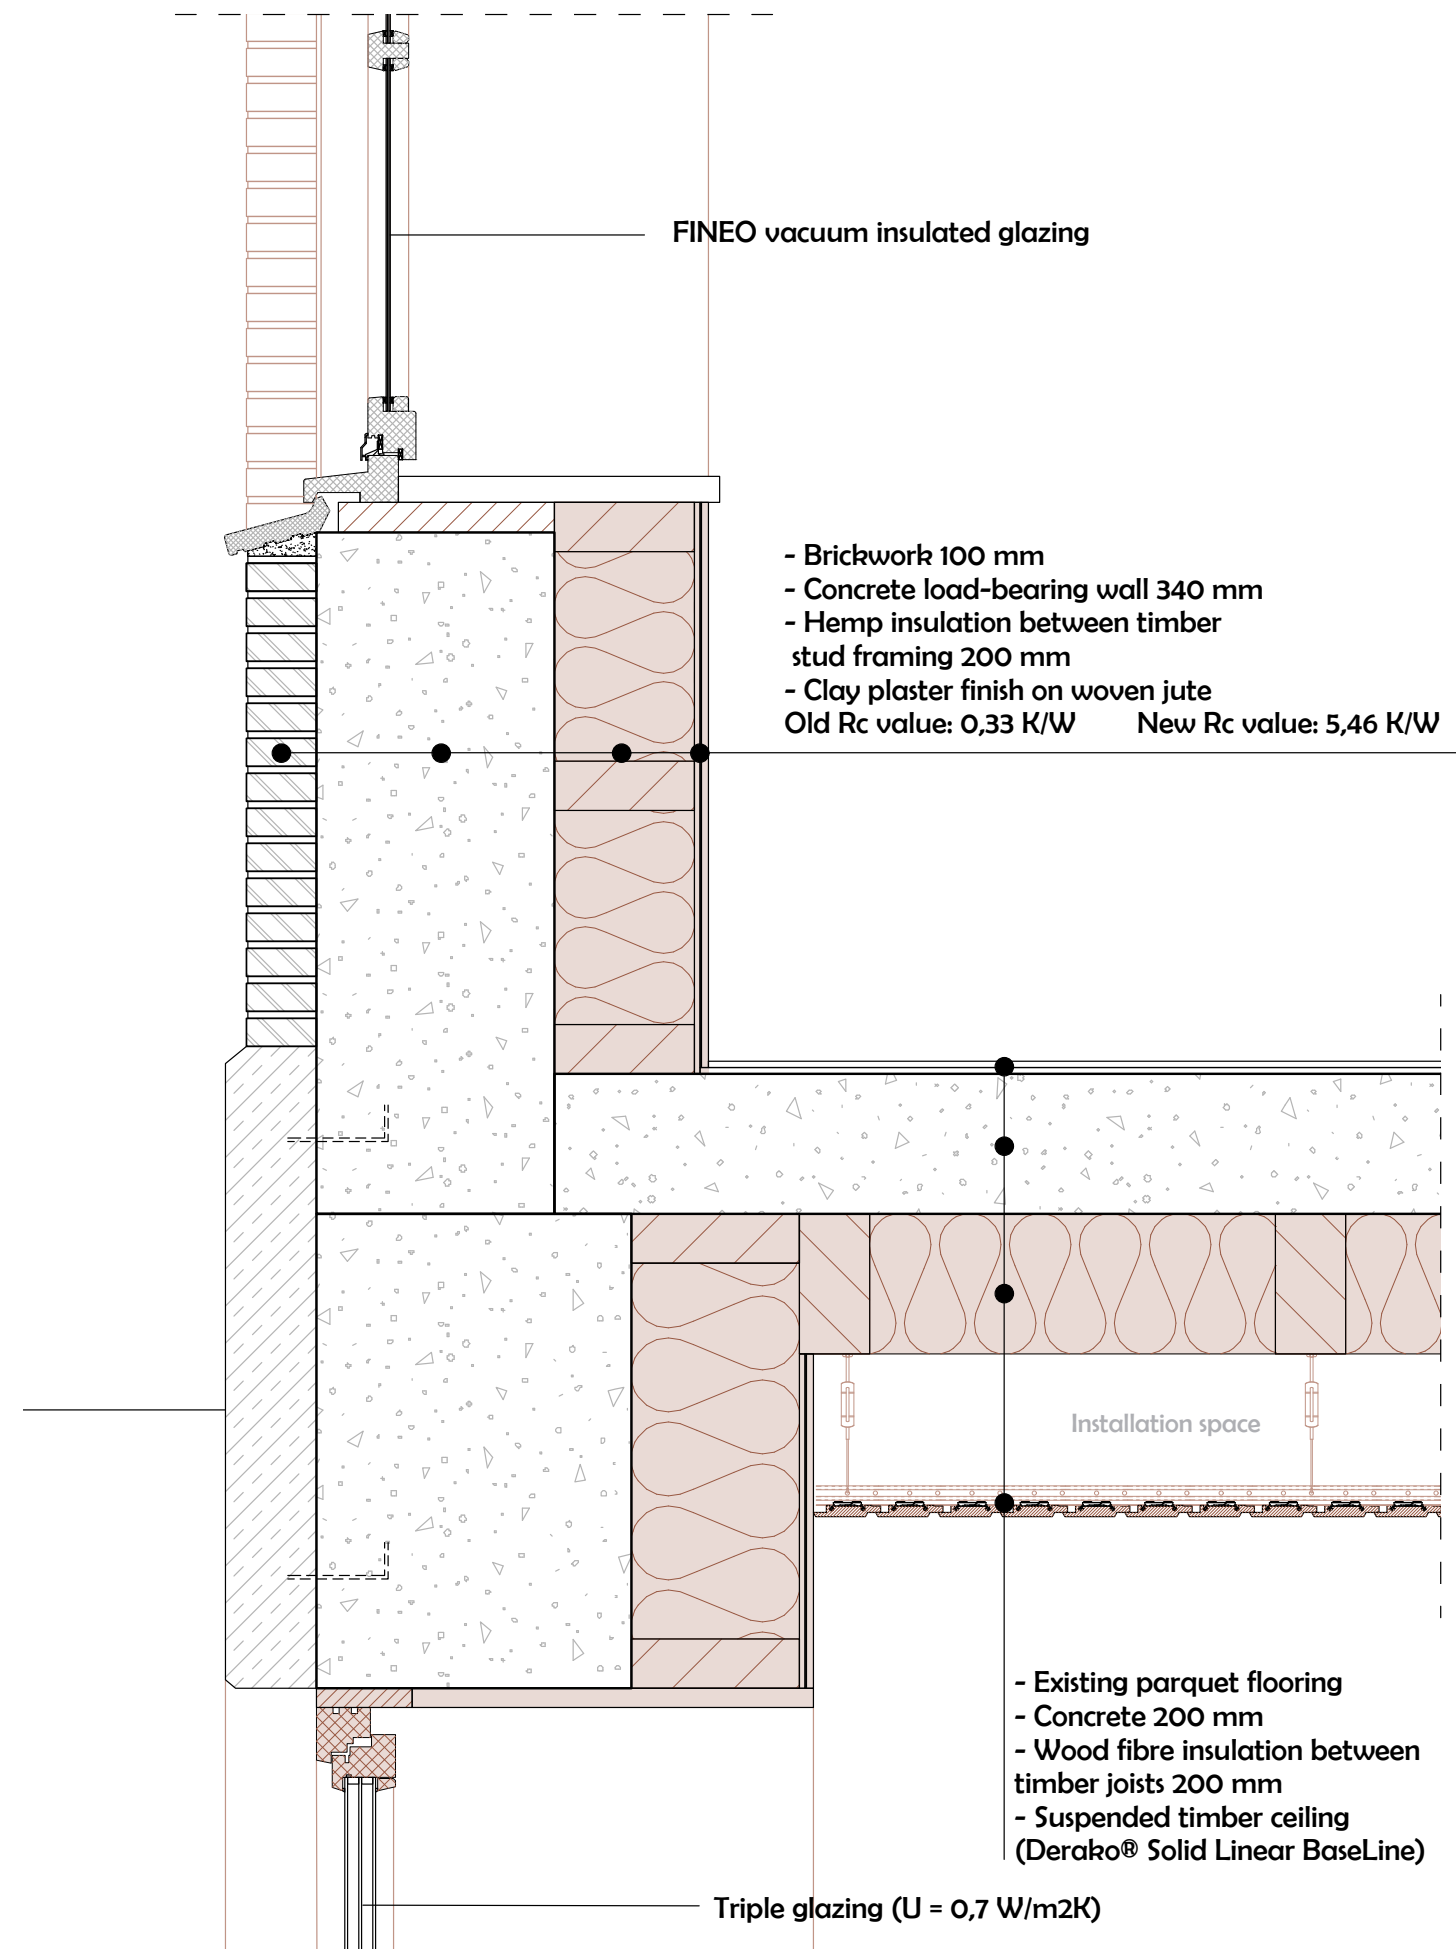 FINEO vacuum insulated glazing
- Brickwork 100 mm
- Concrete load-bearing wall 340 mm
- Hemp insulation between timber
stud framing 200 mm
- Clay plaster finish on woven jute
Old Rc value: 0,33 K/W New Rc value: 5,46 K/W
Installation space
- Existing parquet flooring
- Concrete 200 mm
- Wood fibre insulation between
timber joists 200 mm
- Suspended timber ceiling
(Derako® Solid Linear BaseLine)
Triple glazing (U = 0,7 W/m2K)